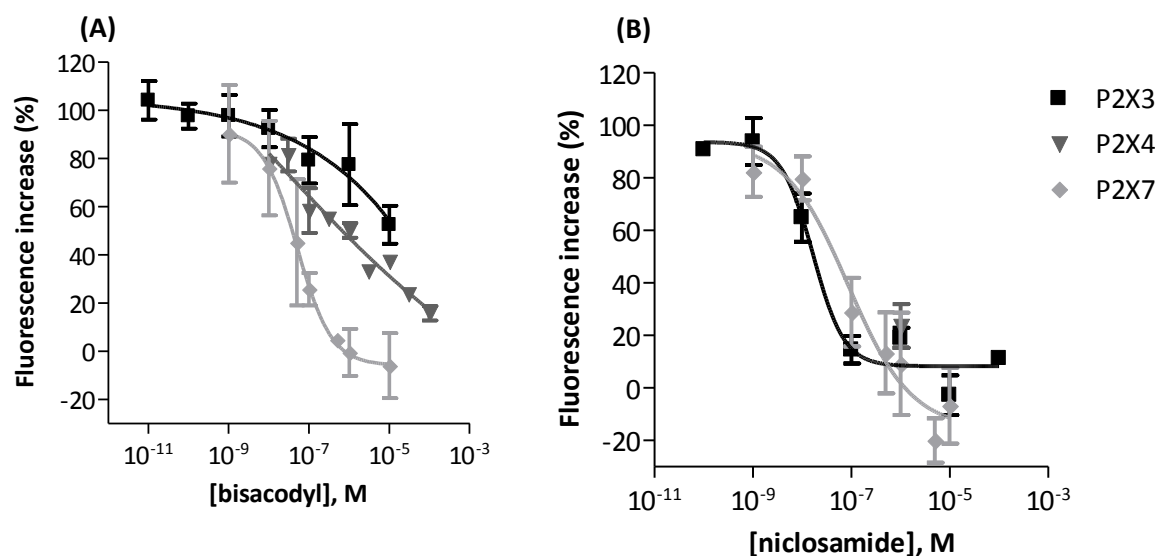 (A)
Fluorescence increase (%)
120
100
80
60
40
20
0
-20
10⁻¹¹ 10⁻⁹ 10⁻⁷ 10⁻⁵ 10⁻³
[bisacodyl], M
(B)
Fluorescence increase (%)
120
100
80
60
40
20
0
-20
10⁻¹¹ 10⁻⁹ 10⁻⁷ 10⁻⁵ 10⁻³
[niclosamide], M
P2X3
P2X4
P2X7